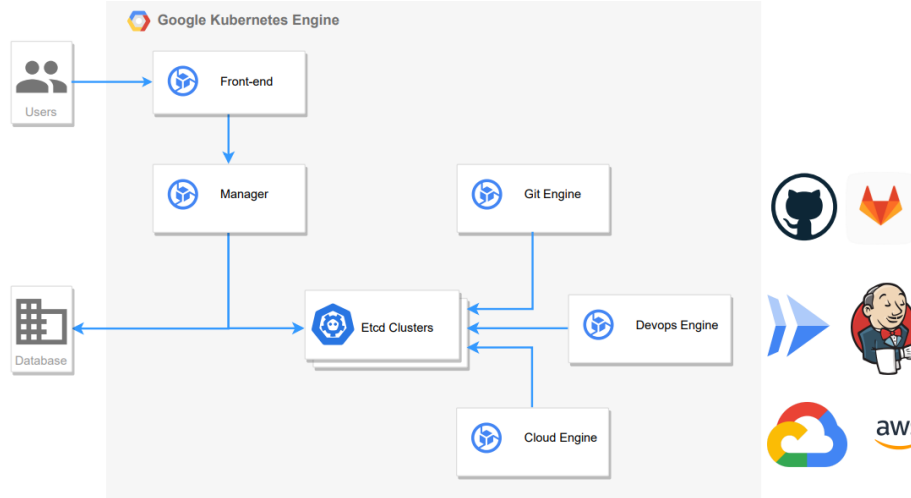 Google Kubernetes Engine
Users
Front-end
Manager
Git Engine
Database
Etcd Clusters
Devops Engine
Cloud Engine
aws